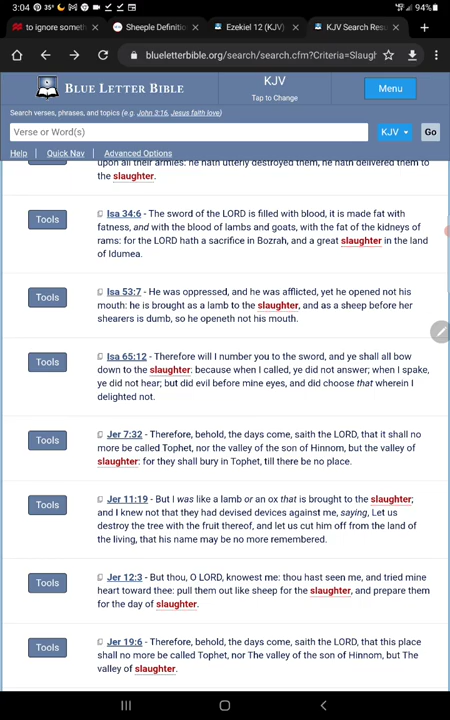 3:04 35° 94%
to ignore someth
Sheeple Definitio
Ezekiel 12 (KJV)
KJV Search Resu
blueletterbible.org/search/search.cfm?Criteria=Slaugh
BLUE LETTER BIBLE
KJV
Tap to Change
Menu
Search verses, phrases, and topics (e.g. John 3:16, Jesus faith love)
Verse or Word(s)
KJV
Go
Help | Quick Nav | Advanced Options
upon all their armies: he hath utterly destroyed them, he hath delivered them to
the slaughter.
Tools
Isa 34:6 - The sword of the LORD is filled with blood, it is made fat with
fatness, and with the blood of lambs and goats, with the fat of the kidneys of
rams: for the LORD hath a sacrifice in Bozrah, and a great slaughter in the land
of Idumea.
Tools
Isa 53:7 - He was oppressed, and he was afflicted, yet he opened not his
mouth: he is brought as a lamb to the slaughter, and as a sheep before her
shearers is dumb, so he openeth not his mouth.
Tools
Isa 65:12 - Therefore will I number you to the sword, and ye shall all bow
down to the slaughter: because when I called, ye did not answer; when I spake,
ye did not hear; but did evil before mine eyes, and did choose that wherein I
delighted not.
Tools
Jer 7:32 - Therefore, behold, the days come, saith the LORD, that it shall no
more be called Tophet, nor the valley of the son of Hinnom, but the valley of
slaughter: for they shall bury in Tophet, till there be no place.
Tools
Jer 11:19 - But I was like a lamb or an ox that is brought to the slaughter;
and I knew not that they had devised devices against me, saying, Let us
destroy the tree with the fruit thereof, and let us cut him off from the land of
the living, that his name may be no more remembered.
Tools
Jer 12:3 - But thou, O LORD, knowest me: thou hast seen me, and tried mine
heart toward thee: pull them out like sheep for the slaughter, and prepare them
for the day of slaughter.
Tools
Jer 19:6 - Therefore, behold, the days come, saith the LORD, that this place
shall no more be called Tophet, nor The valley of the son of Hinnom, but The
valley of slaughter.